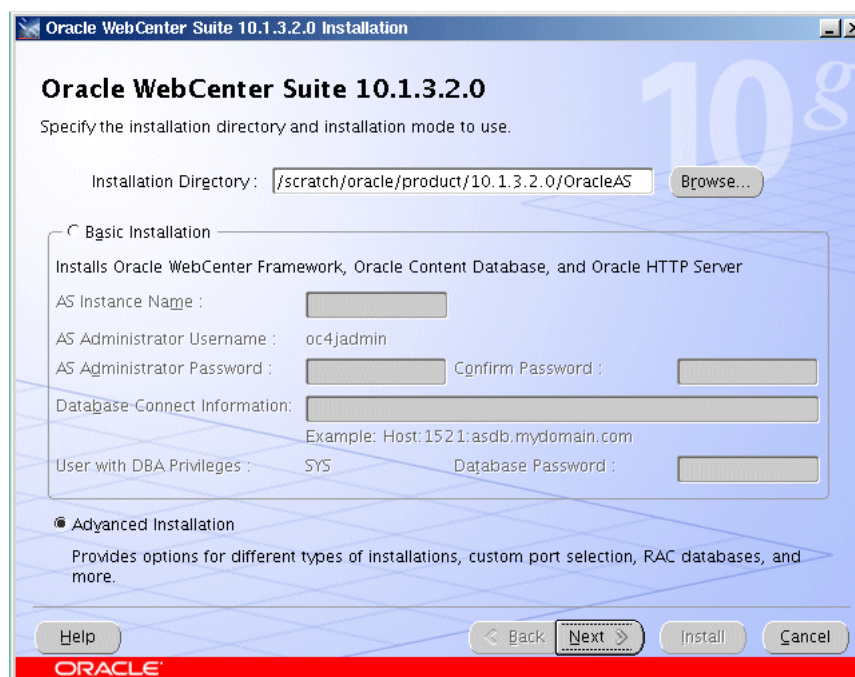 Oracle WebCenter Suite 10.1.3.2.0 Installation
10g
Oracle WebCenter Suite 10.1.3.2.0
Specify the installation directory and installation mode to use.
Installation Directory : /scratch/oracle/product/10.1.3.2.0/OracleAS Browse...
Basic Installation
Installs Oracle WebCenter Framework, Oracle Content Database, and Oracle HTTP Server
AS Instance Name :
AS Administrator Username : oc4jadmin
AS Administrator Password : Confirm Password :
Database Connect Information:
Example: Host:1521:asdb.mydomain.com
User with DBA Privileges : SYS Database Password :
Advanced Installation
Provides options for different types of installations, custom port selection, RAC databases, and
more.
Help Back Next Install Cancel
ORACLE